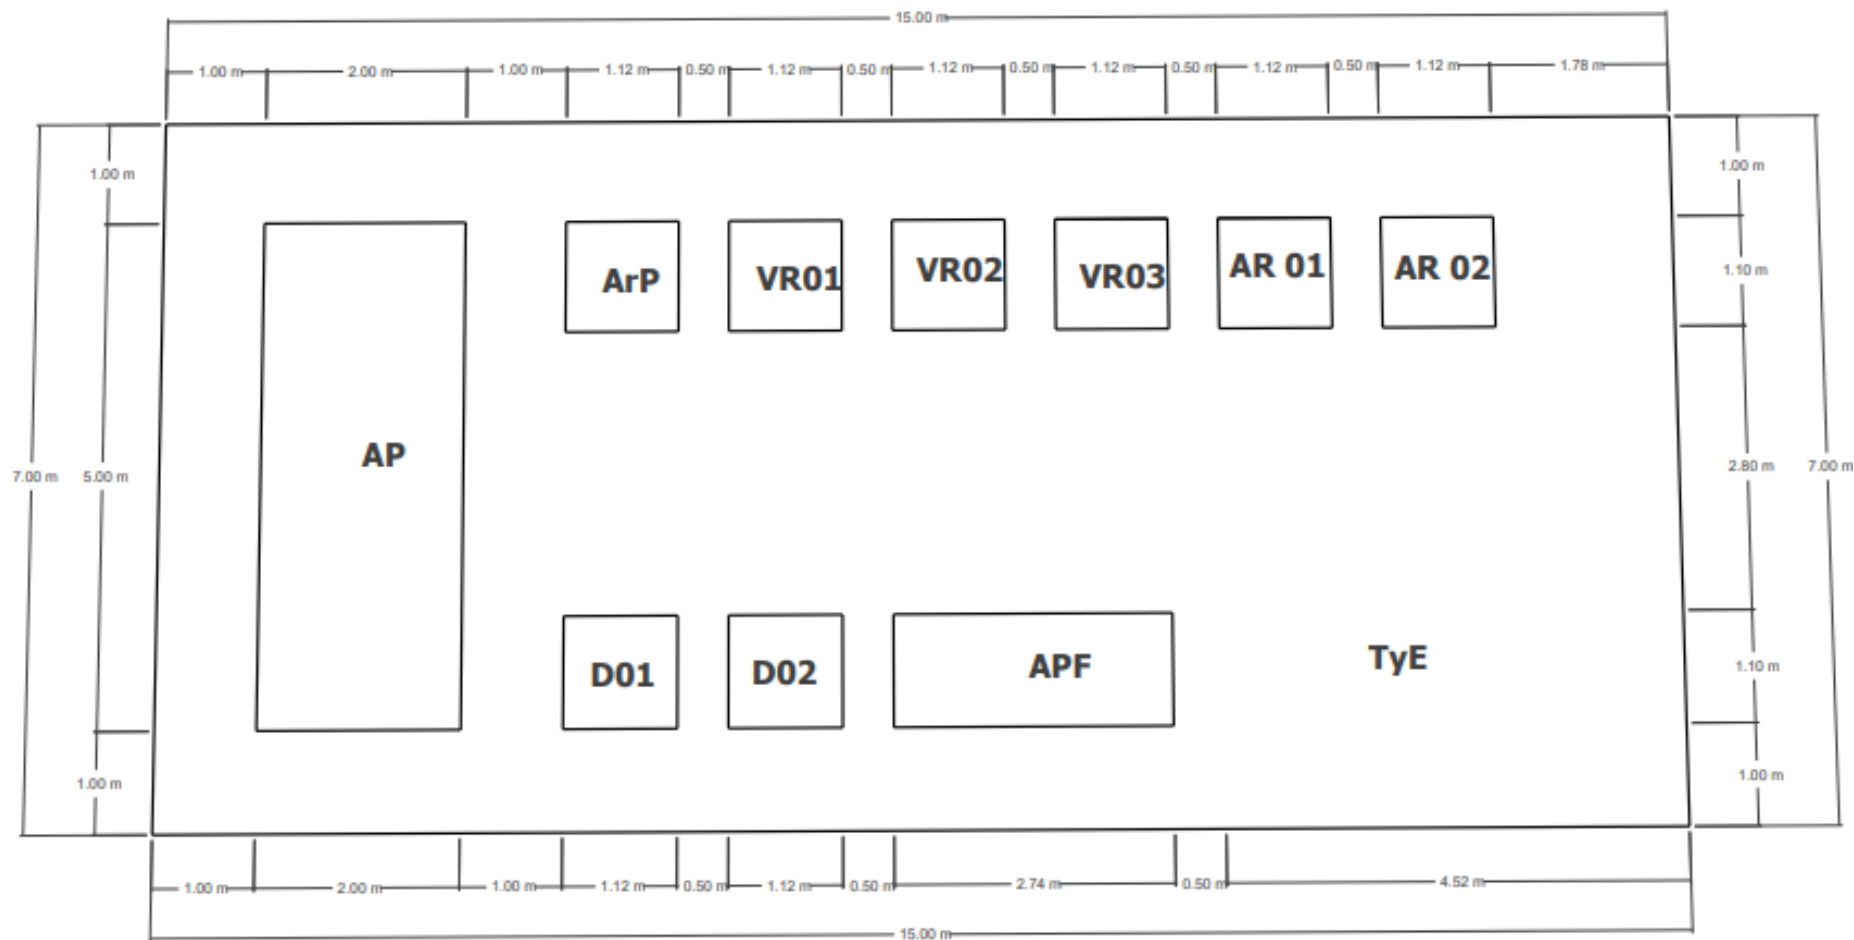 15.00 m
1.00 m 2.00 m 1.00 m 1.12 m 0.50 m 1.12 m 0.50 m 1.12 m 0.50 m 1.12 m 0.50 m 1.12 m 0.50 m 1.12 m 1.78 m
1.00 m 1.00 m
ArP VR01 VR02 VR03 AR 01 AR 02 1.10 m
AP
7.00 m 5.00 m 2.80 m 7.00 m
D01 D02 APF TyE 1.10 m
1.00 m 1.00 m
1.00 m 2.00 m 1.00 m 1.12 m 0.50 m 1.12 m 0.50 m 2.74 m 0.50 m 4.52 m
15.00 m